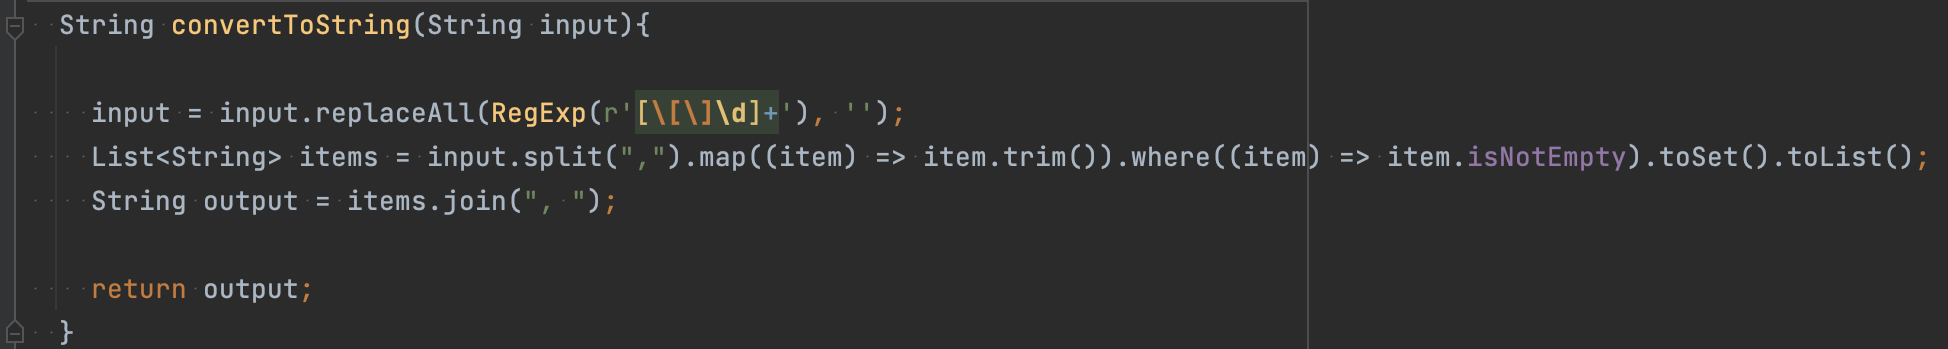 String convertToString(String input){
input = input.replaceAll(RegExp(r'[\[\]\d]+'), '');
List<String> items = input.split(",").map((item) => item.trim()).where((item) => item.isNotEmpty).toSet().toList();
String output = items.join(", ");
return output;
}